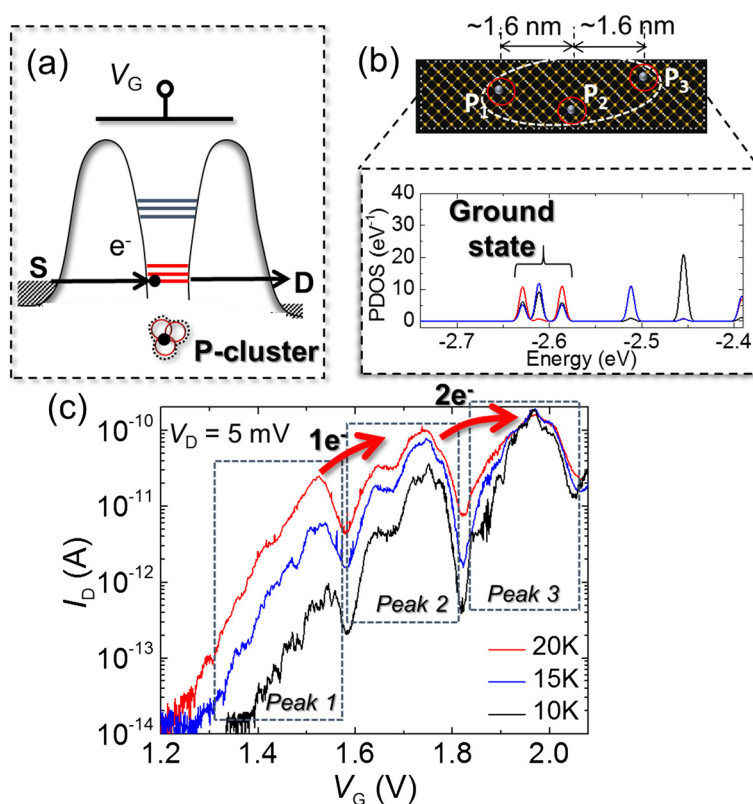 (a)
V_G
e-
S
D
P-cluster
(b)
~1.6 nm
~1.6 nm
P1
P2
P3
PDOS (eV⁻¹)
40
30
20
10
0
Ground
state
-2.7
-2.6
-2.5
-2.4
Energy (eV)
(c)
V_D = 5 mV
1e-
2e-
I_D (A)
10⁻¹⁰
10⁻¹¹
10⁻¹²
10⁻¹³
10⁻¹⁴
Peak 1
Peak 2
Peak 3
20K
15K
10K
1.2
1.4
1.6
1.8
2.0
V_G (V)